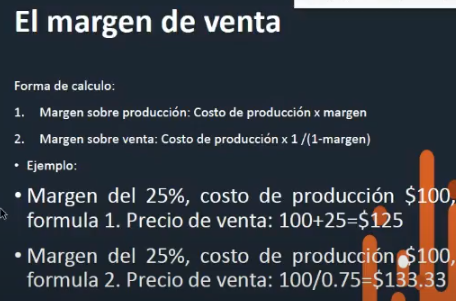 El margen de venta
Forma de calculo:
1. Margen sobre producción: Costo de producción x margen
2. Margen sobre venta: Costo de producción x 1 /(1-margen)
• Ejemplo:
• Margen del 25%, costo de producción $100,
formula 1. Precio de venta: 100+25=$125
• Margen del 25%, costo de producción $100,
formula 2. Precio de venta: 100/0.75=$133.33